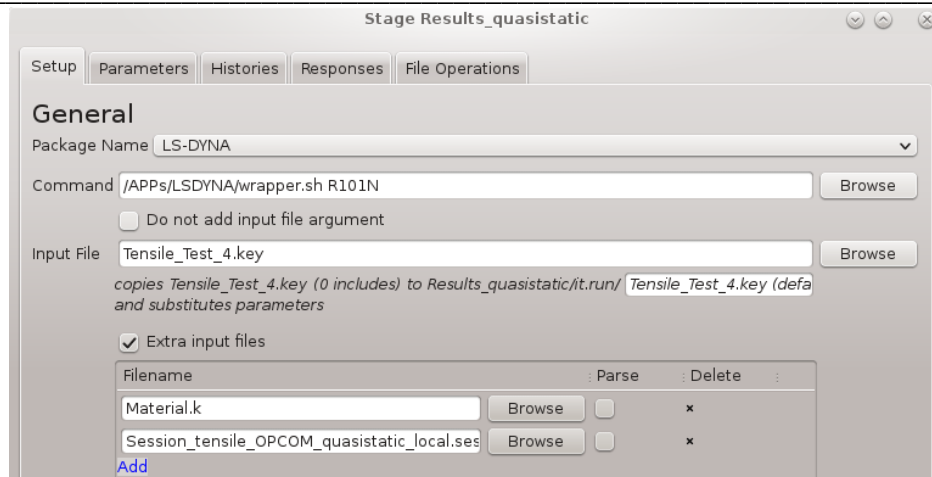 Stage Results_quasistatic
Setup Parameters Histories Responses File Operations
General
Package Name LS-DYNA
Command /APPs/LSDYNA/wrapper.sh R101N Browse
Do not add input file argument
Input File Tensile_Test_4.key Browse
copies Tensile_Test_4.key (0 includes) to Results_quasistatic/it.run/ Tensile_Test_4.key (defa
and substitutes parameters
Extra input files
Filename Parse Delete
Material.k Browse
Session_tensile_OPCOM_quasistatic_local.ses Browse
Add